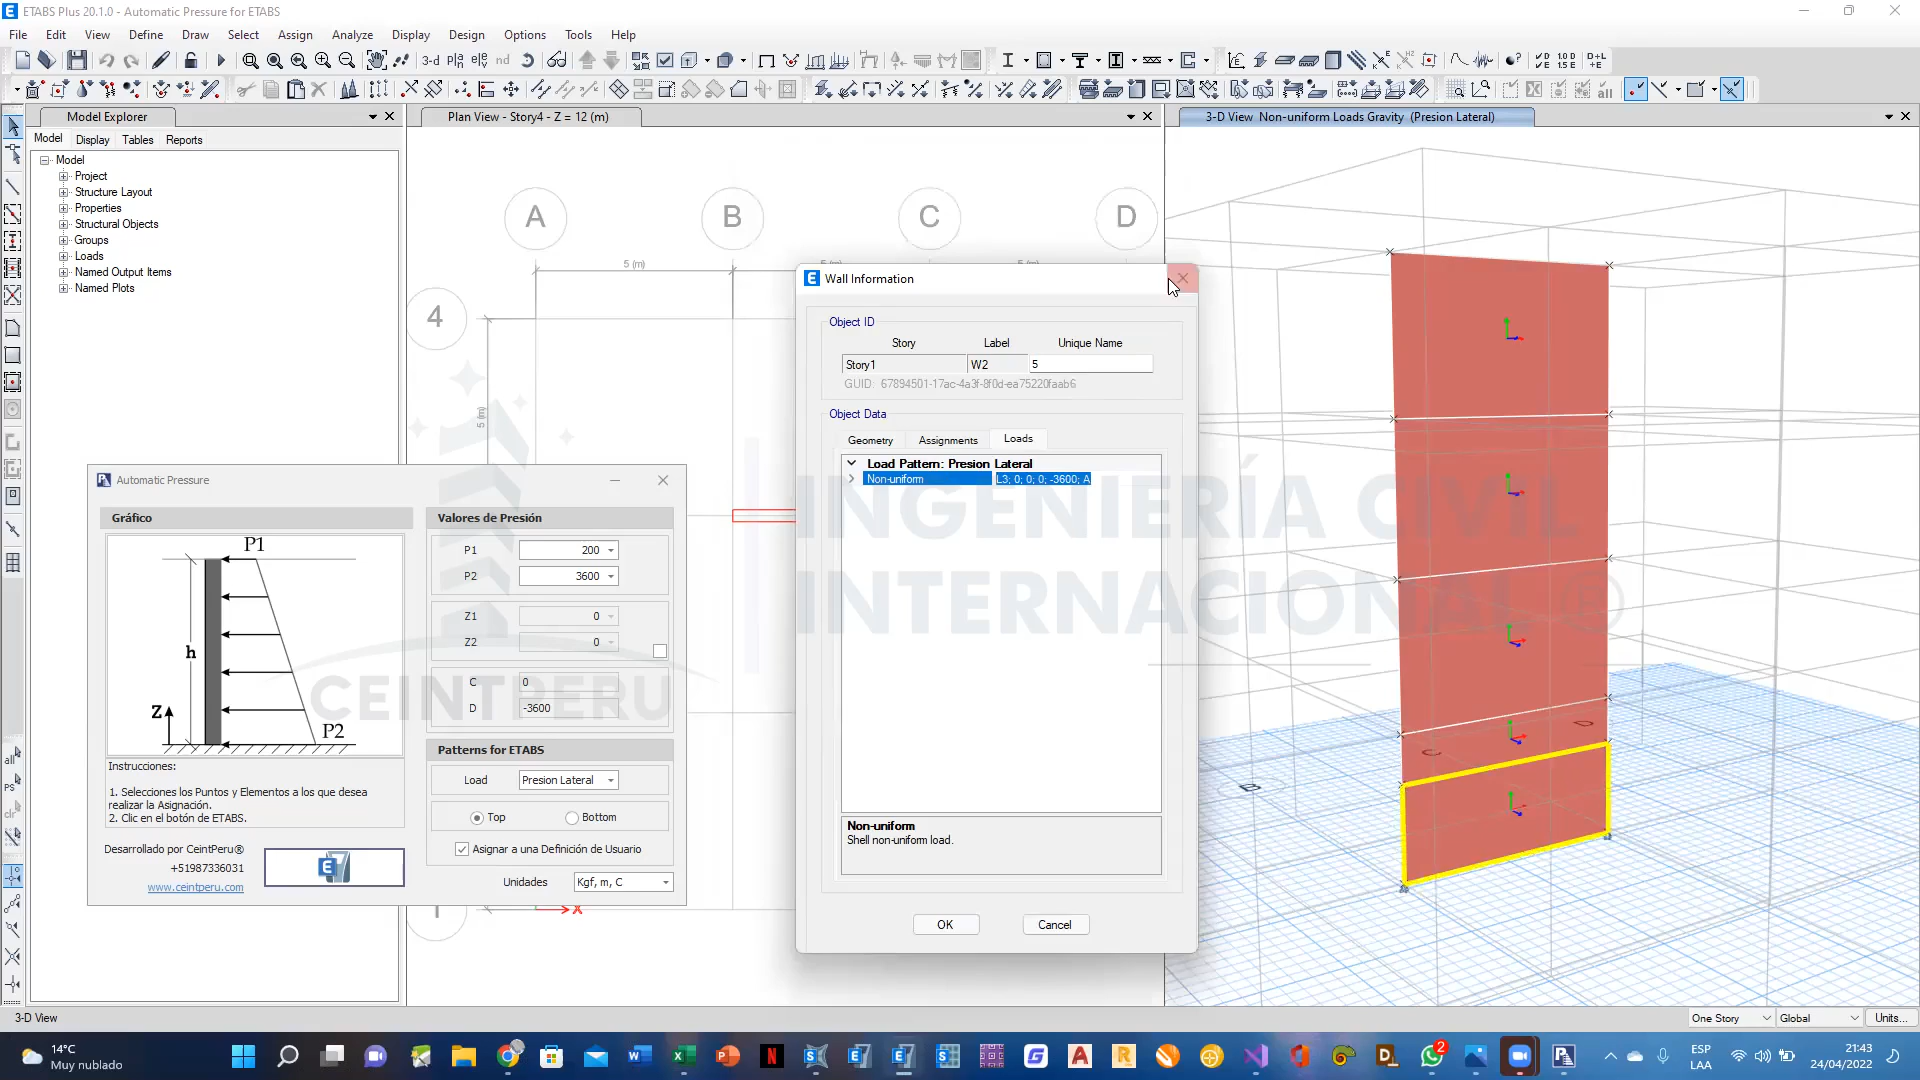 ETABS Plus 20.1.0 - Automatic Pressure for ETABS
File Edit View Define Draw Select Assign Analyze Display Design Options Tools Help
Model Explorer
Plan View - Story4 - Z = 12 (m)
3-D View Non-uniform Loads Gravity (Presion Lateral)
Model Display Tables Reports
Model
Project
Structure Layout
Properties
Structural Objects
Groups
Loads
Named Output Items
Named Plots
A B C D
5 (m)
4
5 (m)
Wall Information
Object ID
Story Label Unique Name
Story1 W2 5
GUID: 67894501-17ac-4a3f-8f0d-ea75220faab6
Object Data
Geometry Assignments Loads
Load Pattern: Presion Lateral
Non-uniform L3; 0; 0; 0; -3600; A
Non-uniform
Shell non-uniform load.
OK Cancel
Automatic Pressure
Gráfico
P1
h
Z
P2
Instrucciones:
1. Selecciones los Puntos y Elementos a los que desea
realizar la Asignación.
2. Clic en el botón de ETABS.
Desarrollado por CeintPeru®
+51987336031
www.ceintperu.com
Valores de Presión
P1 200
P2 3600
Z1 0
Z2 0
C 0
D -3600
Patterns for ETABS
Load Presion Lateral
Top Bottom
Asignar a una Definición de Usuario
Unidades Kgf, m, C
X
CEINTPERU
INGENIERÍA CIVIL
INTERNACIONAL ®
3-D View
One Story Global Units...
14°C
Muy nublado
ESP
LAA
21:43
24/04/2022